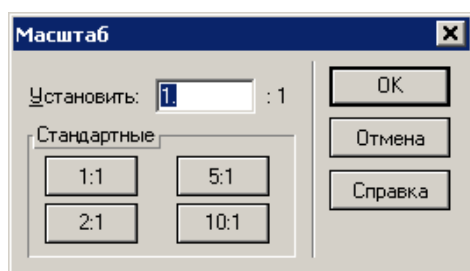 Масштаб
Установить: 1. : 1
OK
Стандартные
Отмена
1:1 5:1
Справка
2:1 10:1